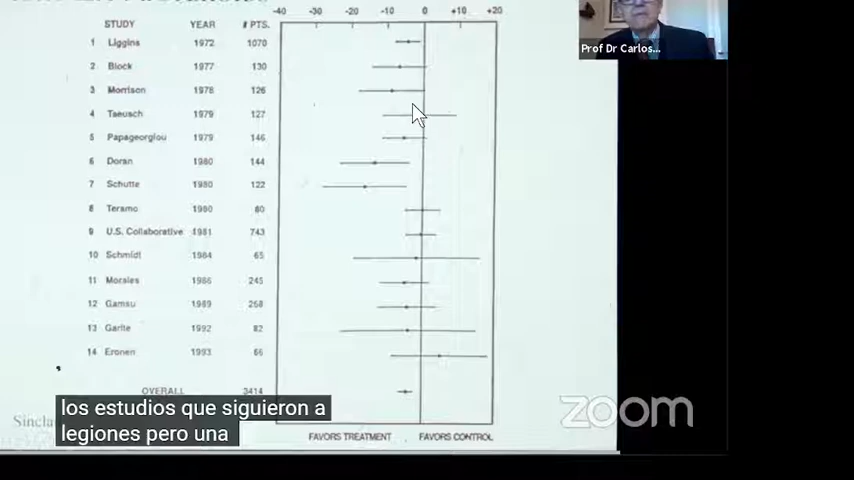 -40 -30 -20 -10 0 +10 +20
STUDY YEAR # PTS.
1 Liggins 1972 1070
2 Block 1977 130
3 Morrison 1978 126
4 Taeusch 1979 127
5 Papageorgiou 1979 146
6 Doran 1980 144
7 Schutte 1980 122
8 Teramo 1980 80
9 U.S. Collaborative 1981 743
10 Schmidt 1984 65
11 Morales 1986 245
12 Gamsu 1989 268
13 Garite 1992 82
14 Eronen 1993 66
OVERALL 3414
FAVORS TREATMENT FAVORS CONTROL
Prof Dr Carlos...
los estudios que siguieron a
legiones pero una
zoom